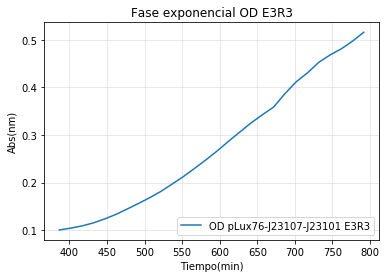 Fase exponencial OD E3R3
Abs(nm)
0.5
0.4
0.3
0.2
0.1
OD pLux76-J23107-J23101 E3R3
400 450 500 550 600 650 700 750 800
Tiempo(min)